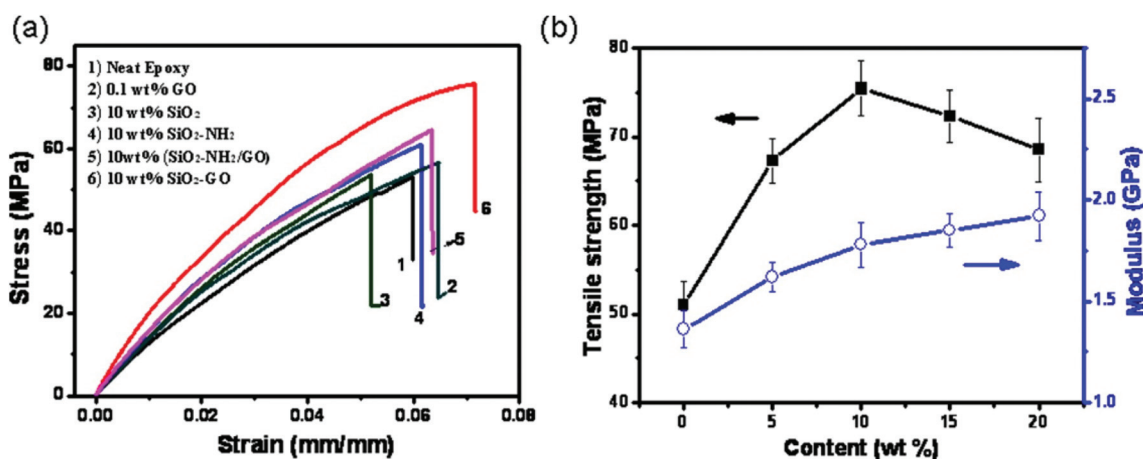 (a)
1) Neat Epoxy
2) 0.1 wt% GO
3) 10 wt% SiO₂
4) 10 wt% SiO₂-NH₂
5) 10wt% (SiO₂-NH₂/GO)
6) 10 wt% SiO₂-GO
80
60
40
20
0
Stress (MPa)
0.00 0.02 0.04 0.06 0.08
Strain (mm/mm)
1
2
3
4
5
6
(b)
80
70
60
50
40
Tensile strength (MPa)
2.5
2.0
1.5
1.0
Modulus (GPa)
0 5 10 15 20
Content (wt %)